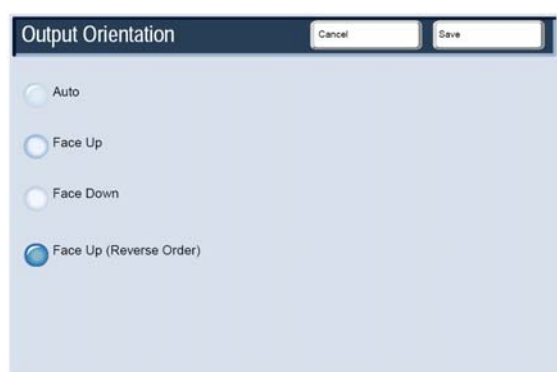 Output Orientation
Cancel
Save
Auto
Face Up
Face Down
Face Up (Reverse Order)